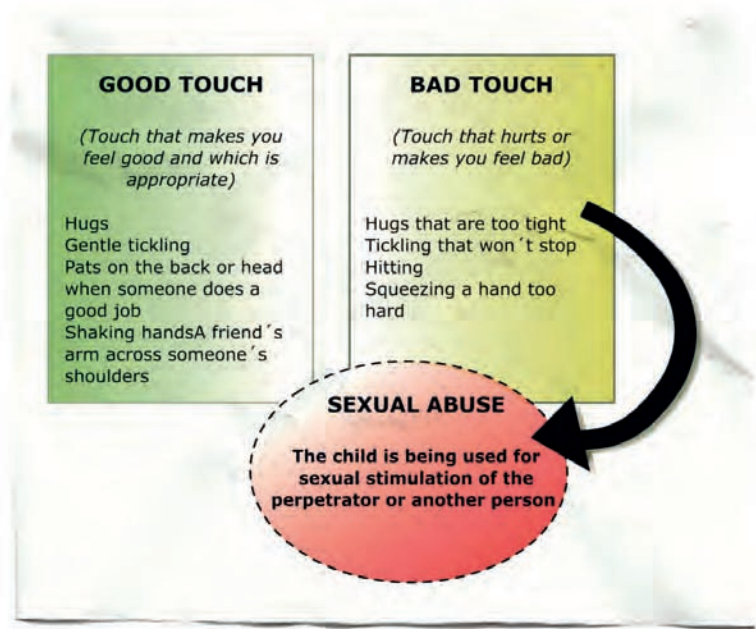 GOOD TOUCH
(Touch that makes you
feel good and which is
appropriate)
Hugs
Gentle tickling
Pats on the back or head
when someone does a
good job
Shaking handsA friend´s
arm across someone´s
shoulders
BAD TOUCH
(Touch that hurts or
makes you feel bad)
Hugs that are too tight
Tickling that won´t stop
Hitting
Squeezing a hand too
hard
SEXUAL ABUSE
The child is being used for
sexual stimulation of the
perpetrator or another person